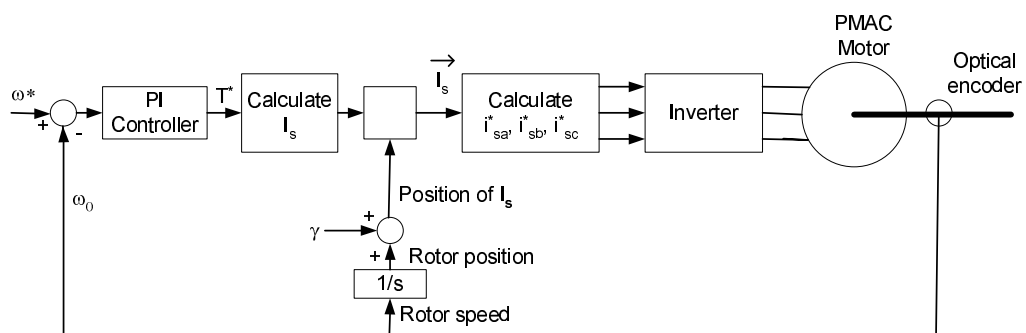 PMAC
Motor
Optical
encoder
ω*
+
-
PI
Controller
T*
Calculate
Is
Is
Calculate
i*sa, i*sb, i*sc
Inverter
ω0
Position of Is
γ
+
+
Rotor position
1/s
Rotor speed